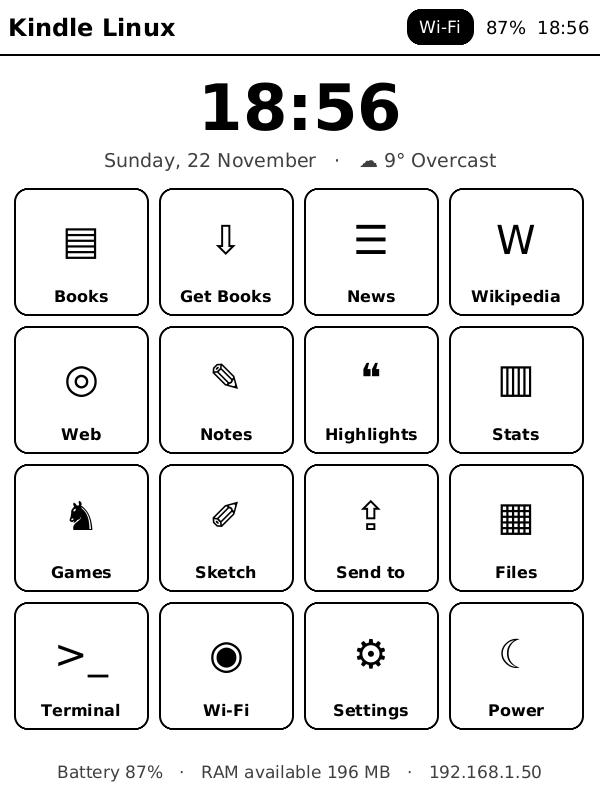 Kindle Linux Wi-Fi 87% 18:56
18:56
Sunday, 22 November · ☁ 9° Overcast
W
Books Get Books News Wikipedia
❝
Web Notes Highlights Stats
Games Sketch Send to Files
>_
Terminal Wi-Fi Settings Power
Battery 87% · RAM available 196 MB · 192.168.1.50